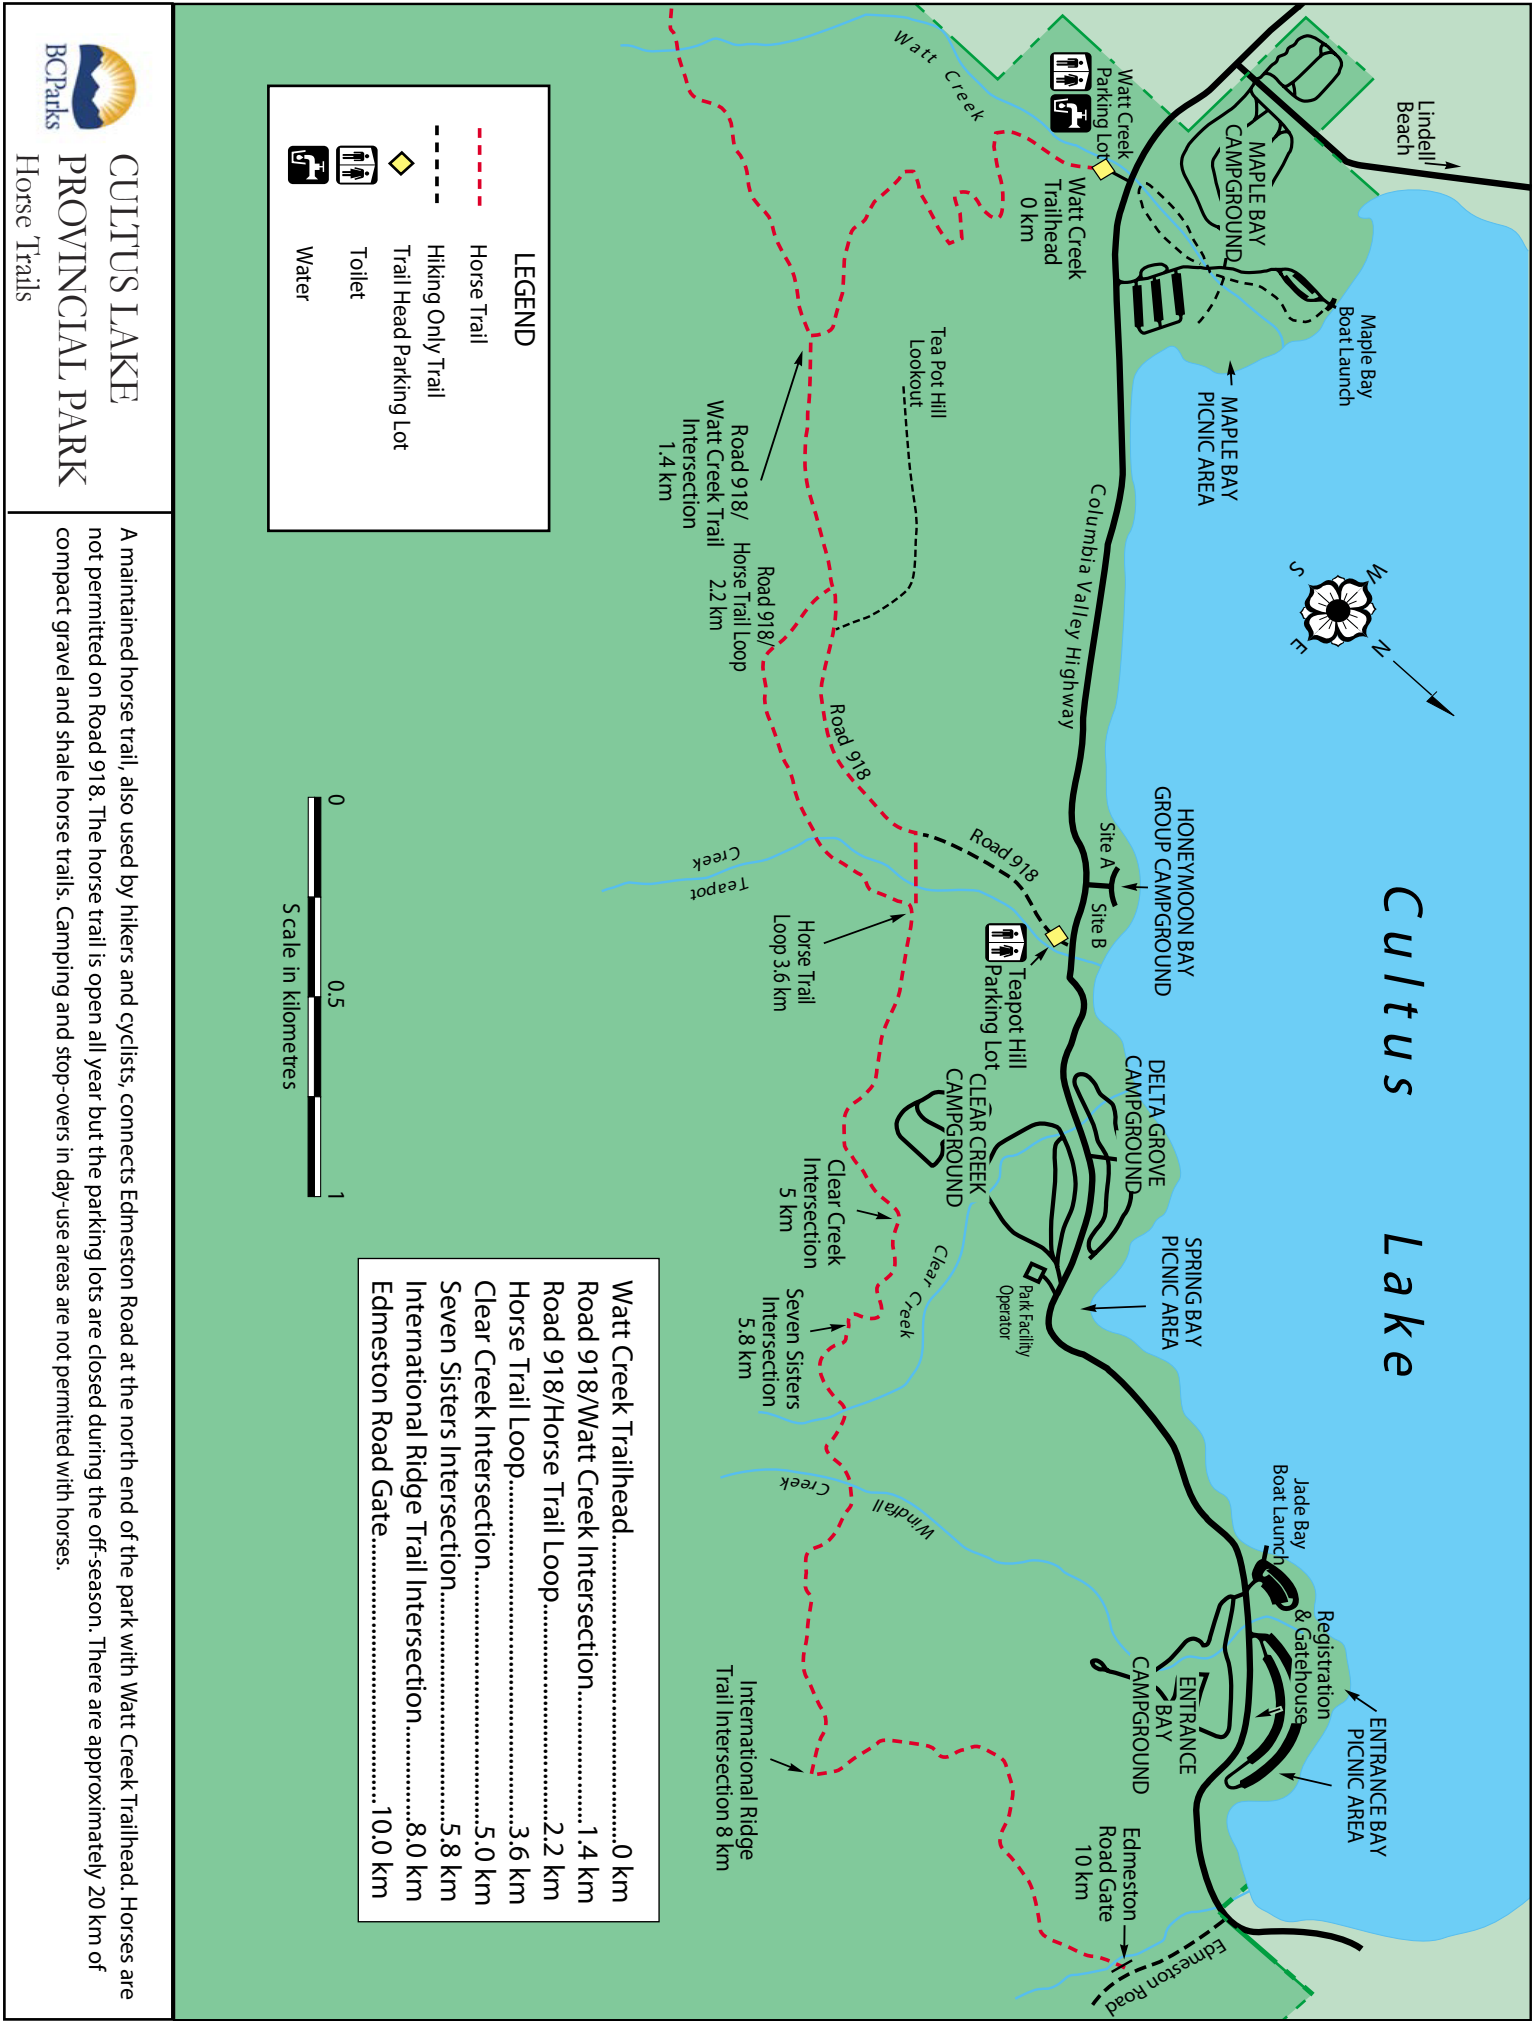 Lindell
Beach
Watt Creek
Parking Lot
Watt Creek
MAPLE BAY
CAMPGROUND
Watt Creek
Trailhead
0 km
Maple Bay
Boat Launch
MAPLE BAY
PICNIC AREA
Tea Pot Hill
Lookout
Road 918/
Watt Creek Trail
Intersection
1.4 km
Road 918/
Horse Trail Loop
2.2 km
Columbia Valley Highway
S
W
E
N
Road 918
Road 918
HONEYMOON BAY
GROUP CAMPGROUND
Site A
Site B
Cultus Lake
Teapot
Creek
Horse Trail
Loop 3.6 km
Teapot Hill
Parking Lot
DELTA GROVE
CAMPGROUND
CLEAR CREEK
CAMPGROUND
Clear Creek
Intersection
5 km
Clear Creek
SPRING BAY
PICNIC AREA
Park Facility
Operator
Seven Sisters
Intersection
5.8 km
Windfall
Creek
Jade Bay
Boat Launch
Registration
& Gatehouse
ENTRANCE
BAY
CAMPGROUND
ENTRANCE BAY
PICNIC AREA
International Ridge
Trail Intersection 8 km
Edmeston
Road Gate
10 km
Edmeston Road
LEGEND
Horse Trail
Hiking Only Trail
Trail Head Parking Lot
Toilet
Water
0 0.5 1
Scale in kilometres
Watt Creek Trailhead..................0 km
Road 918/Watt Creek Intersection..................1.4 km
Road 918/Horse Trail Loop..................2.2 km
Horse Trail Loop..................3.6 km
Clear Creek Intersection..................5.0 km
Seven Sisters Intersection..................5.8 km
International Ridge Trail Intersection..................8.0 km
Edmeston Road Gate..................10.0 km
BCParks
CULTUS LAKE
PROVINCIAL PARK
Horse Trails
A maintained horse trail, also used by hikers and cyclists, connects Edmeston Road at the north end of the park with Watt Creek Trailhead. Horses are
not permitted on Road 918. The horse trail is open all year but the parking lots are closed during the off-season. There are approximately 20 km of
compact gravel and shale horse trails. Camping and stop-overs in day-use areas are not permitted with horses.